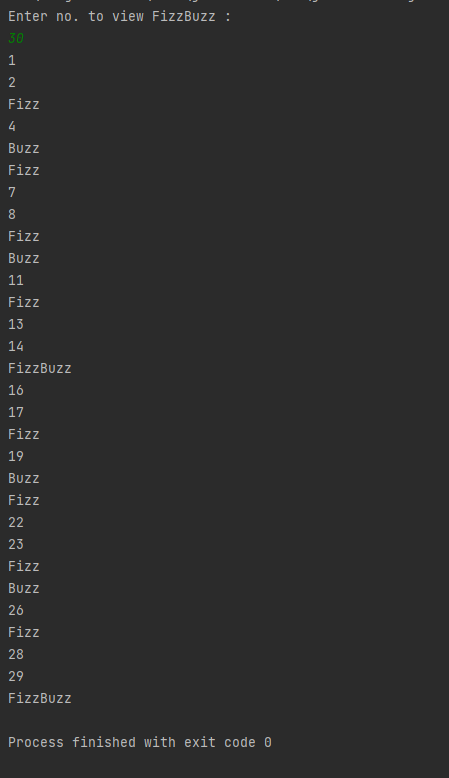 Enter no. to view FizzBuzz :
30
1
2
Fizz
4
Buzz
Fizz
7
8
Fizz
Buzz
11
Fizz
13
14
FizzBuzz
16
17
Fizz
19
Buzz
Fizz
22
23
Fizz
Buzz
26
Fizz
28
29
FizzBuzz
Process finished with exit code 0